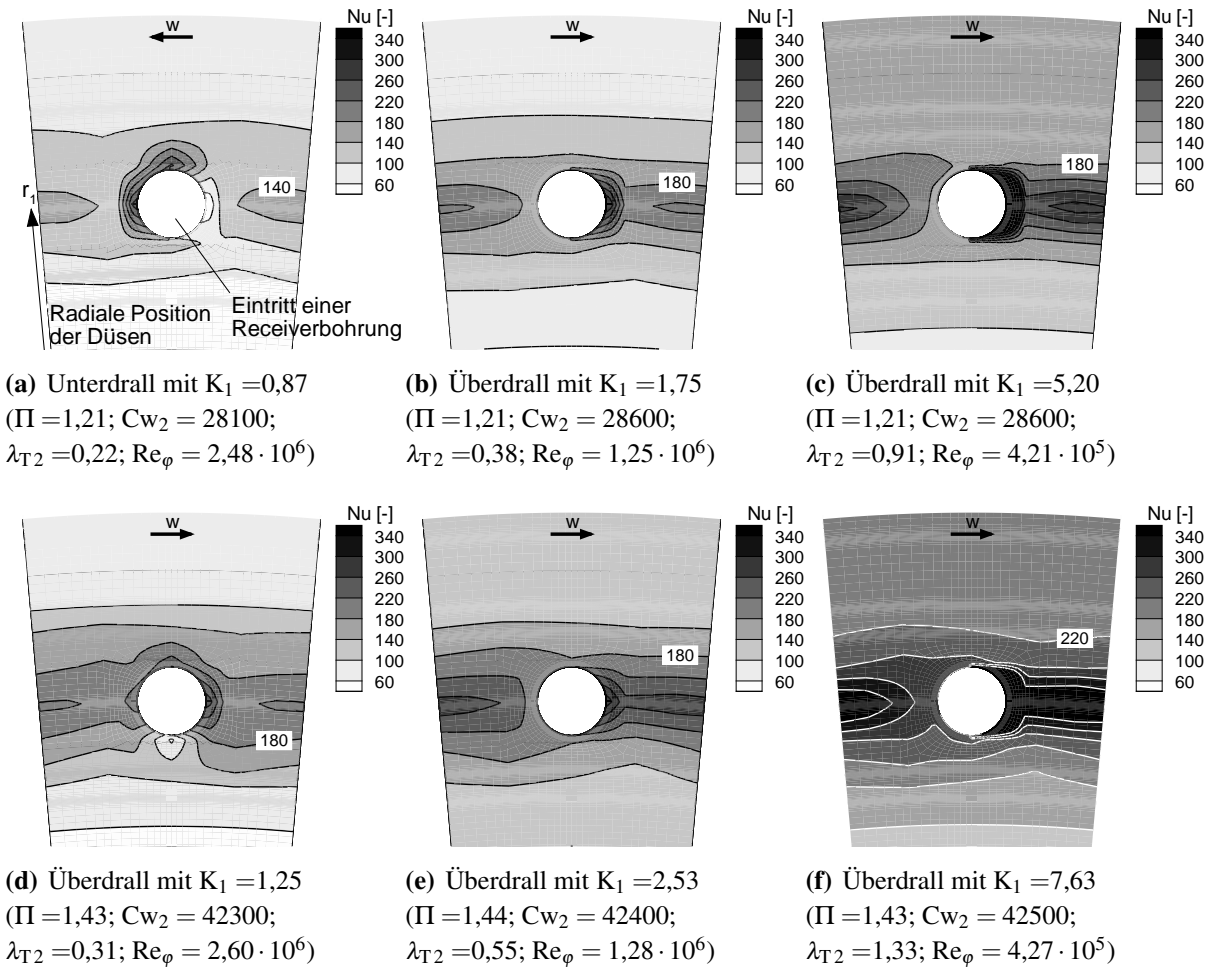 Nu [-]
w
340
300
260
220
180
140
100
60
140
r1
Radiale Position
der Düsen
Eintritt einer
Receiverbohrung
(a) Unterdrall mit K1 =0,87
(Π =1,21; Cw2 = 28100;
λT2 =0,22; Reφ = 2,48 · 10^6)
Nu [-]
w
340
300
260
220
180
140
100
60
180
(b) Überdrall mit K1 =1,75
(Π =1,21; Cw2 = 28600;
λT2 =0,38; Reφ = 1,25 · 10^6)
Nu [-]
w
340
300
260
220
180
140
100
60
180
(c) Überdrall mit K1 =5,20
(Π =1,21; Cw2 = 28600;
λT2 =0,91; Reφ = 4,21 · 10^5)
Nu [-]
w
340
300
260
220
180
140
100
60
180
(d) Überdrall mit K1 =1,25
(Π =1,43; Cw2 = 42300;
λT2 =0,31; Reφ = 2,60 · 10^6)
Nu [-]
w
340
300
260
220
180
140
100
60
180
(e) Überdrall mit K1 =2,53
(Π =1,44; Cw2 = 42400;
λT2 =0,55; Reφ = 1,28 · 10^6)
Nu [-]
w
340
300
260
220
180
140
100
60
220
(f) Überdrall mit K1 =7,63
(Π =1,43; Cw2 = 42500;
λT2 =1,33; Reφ = 4,27 · 10^5)